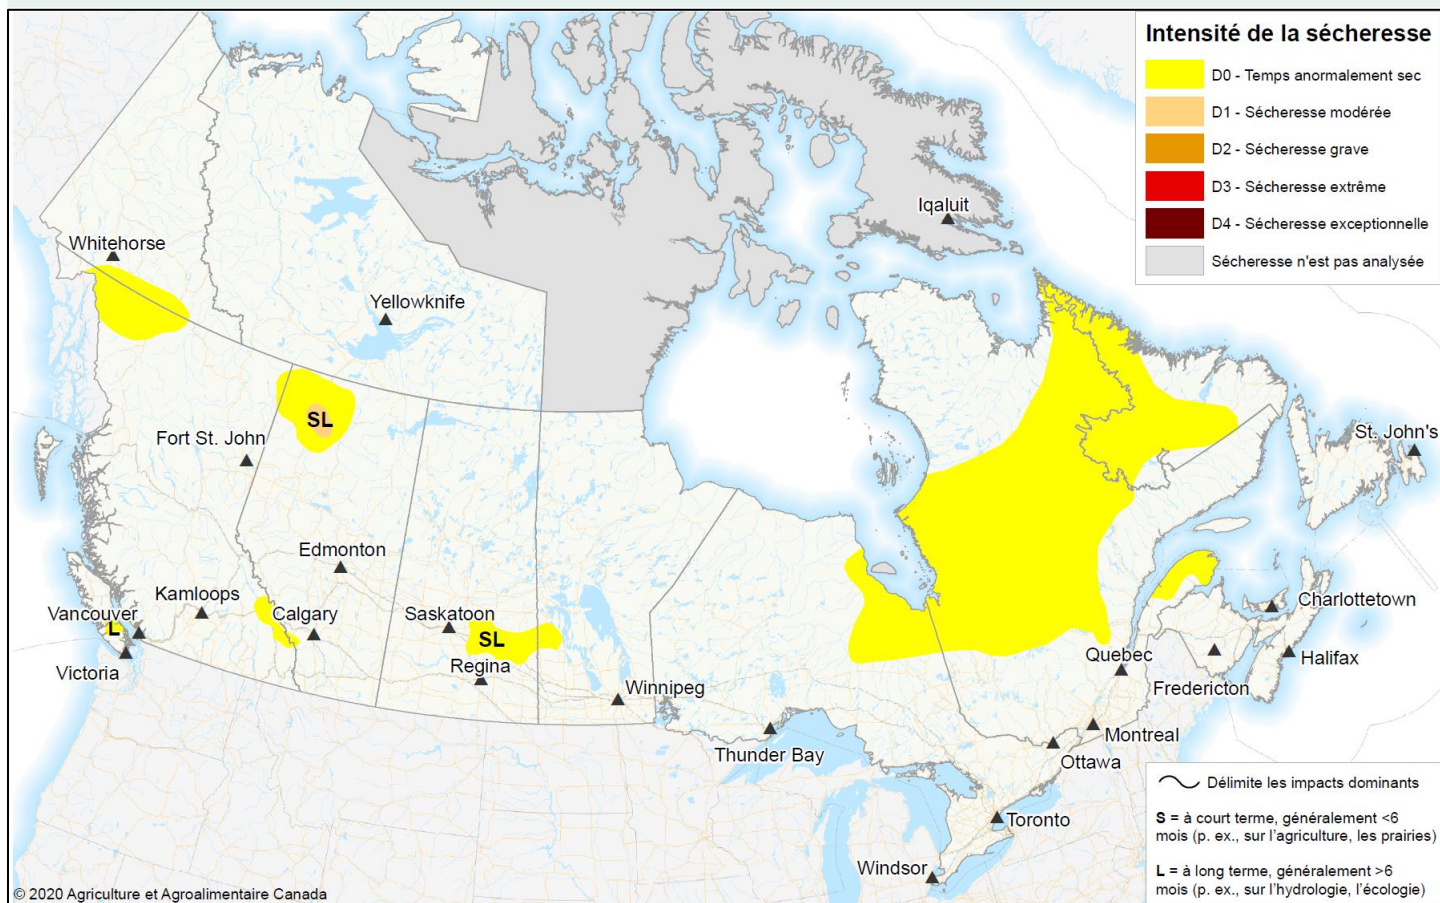 Intensité de la sécheresse
D0 - Temps anormalement sec
D1 - Sécheresse modérée
D2 - Sécheresse grave
D3 - Sécheresse extrême
D4 - Sécheresse exceptionnelle
Sécheresse n'est pas analysée
Iqaluit
Whitehorse
Yellowknife
SL
Fort St. John
St. John's
Edmonton
Kamloops
Calgary
Saskatoon
Vancouver
L
SL
Charlottetown
Victoria
Regina
Quebec
Halifax
Winnipeg
Fredericton
Thunder Bay
Montreal
Ottawa
Toronto
Windsor
Délimite les impacts dominants
S = à court terme, généralement <6
mois (p. ex., sur l'agriculture, les prairies)
L = à long terme, généralement >6
mois (p. ex., sur l'hydrologie, l'écologie)
© 2020 Agriculture et Agroalimentaire Canada